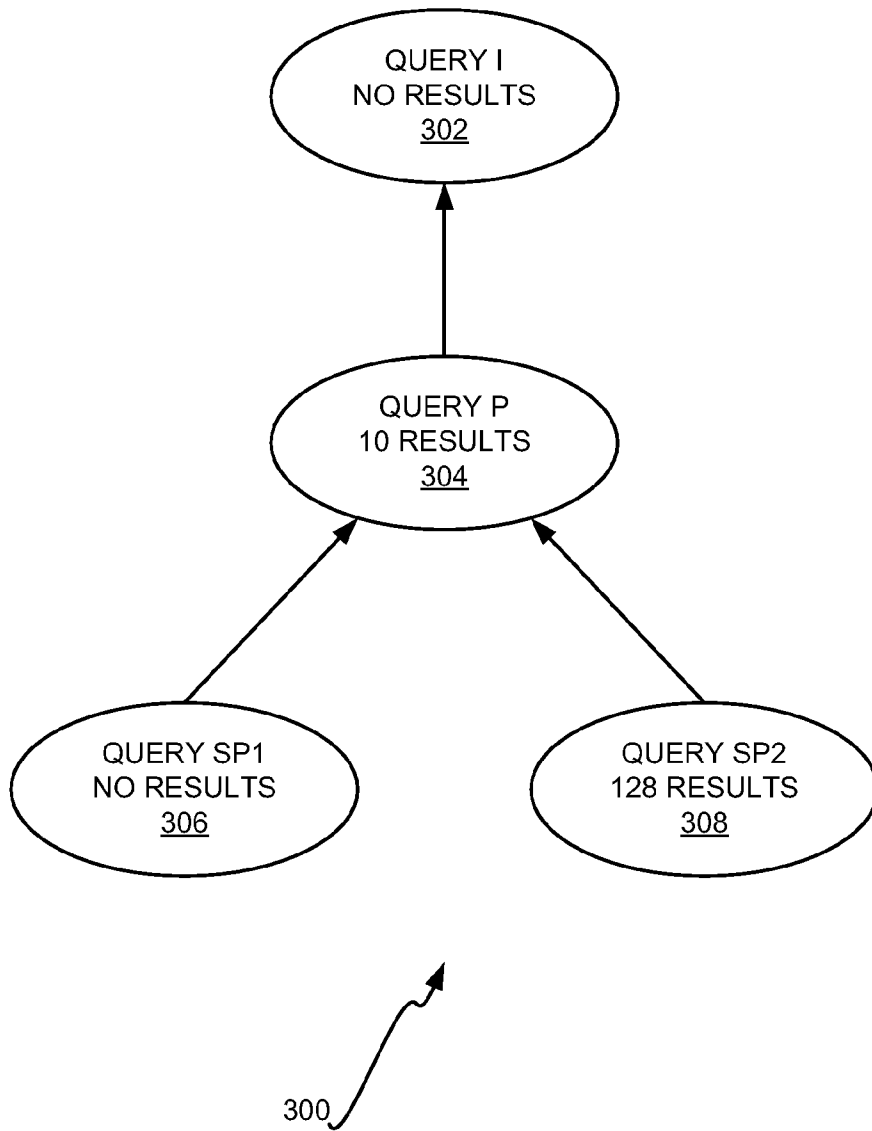 QUERY I
NO RESULTS
302
QUERY P
10 RESULTS
304
QUERY SP1
NO RESULTS
306
QUERY SP2
128 RESULTS
308
300